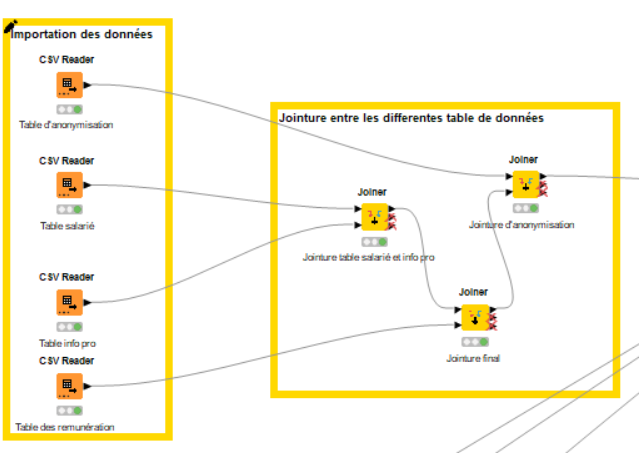 Importation des données
CSV Reader
Table d'anonymisation
CSV Reader
Table salarié
CSV Reader
Table info pro
CSV Reader
Table des remunération
Jointure entre les differentes table de données
Joiner
Jointure table salarié et info pro
Joiner
Jointure d'anonymisation
Joiner
Jointure final